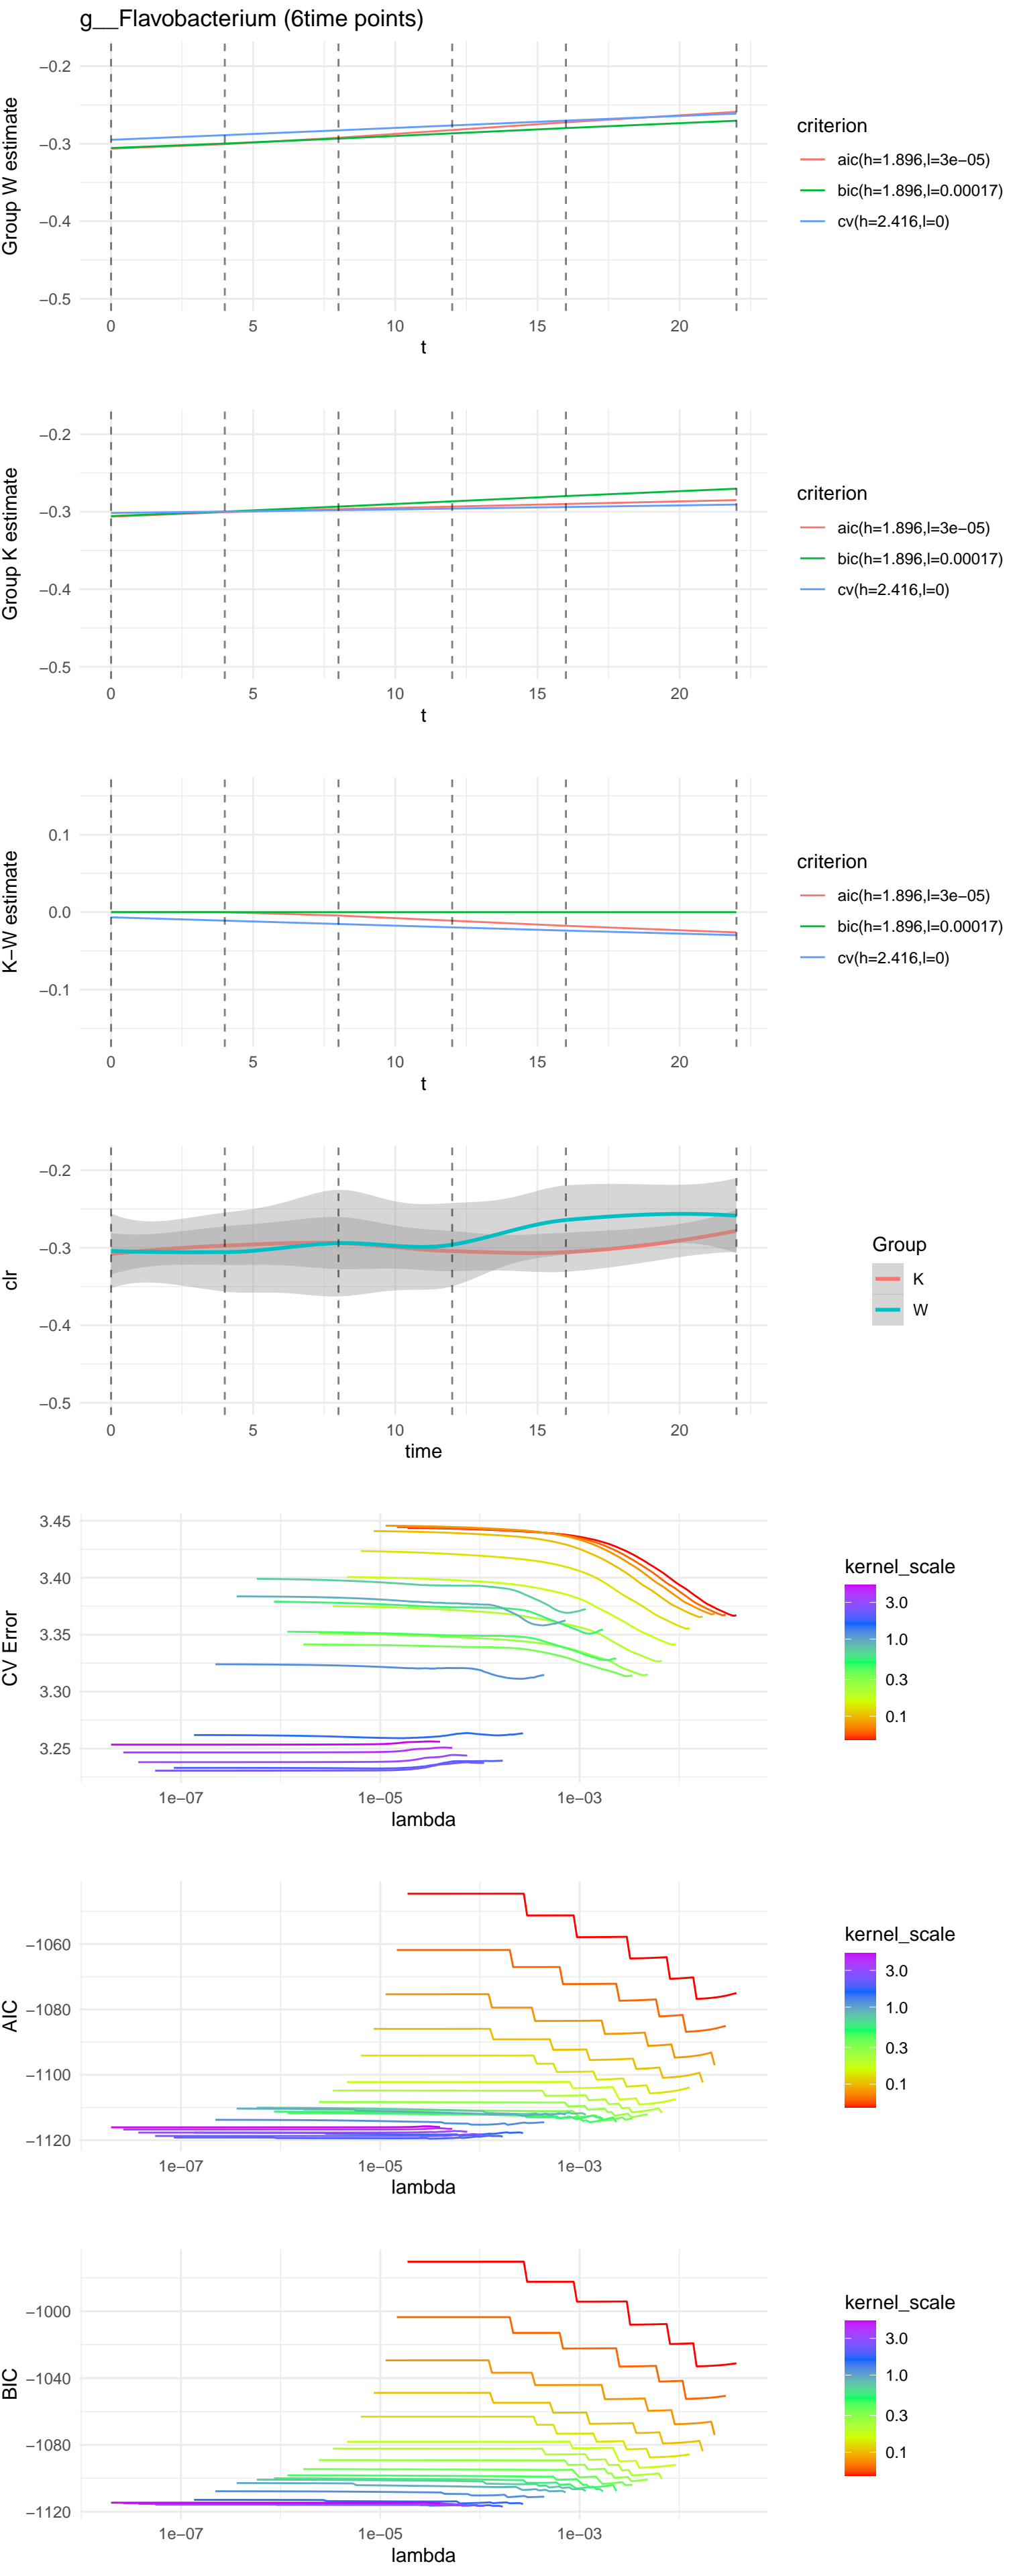 g__Flavobacterium (6time points)
Group W estimate
−0.2
−0.3
−0.4
−0.5
0 5 10 15 20
t
criterion
aic(h=1.896,l=3e−05)
bic(h=1.896,l=0.00017)
cv(h=2.416,l=0)
Group K estimate
−0.2
−0.3
−0.4
−0.5
0 5 10 15 20
t
criterion
aic(h=1.896,l=3e−05)
bic(h=1.896,l=0.00017)
cv(h=2.416,l=0)
K−W estimate
0.1
0.0
−0.1
0 5 10 15 20
t
criterion
aic(h=1.896,l=3e−05)
bic(h=1.896,l=0.00017)
cv(h=2.416,l=0)
clr
−0.2
−0.3
−0.4
−0.5
0 5 10 15 20
time
Group
K
W
CV Error
3.45
3.40
3.35
3.30
3.25
1e−07 1e−05 1e−03
lambda
kernel_scale
3.0
1.0
0.3
0.1
AIC
−1060
−1080
−1100
−1120
1e−07 1e−05 1e−03
lambda
kernel_scale
3.0
1.0
0.3
0.1
BIC
−1000
−1040
−1080
−1120
1e−07 1e−05 1e−03
lambda
kernel_scale
3.0
1.0
0.3
0.1